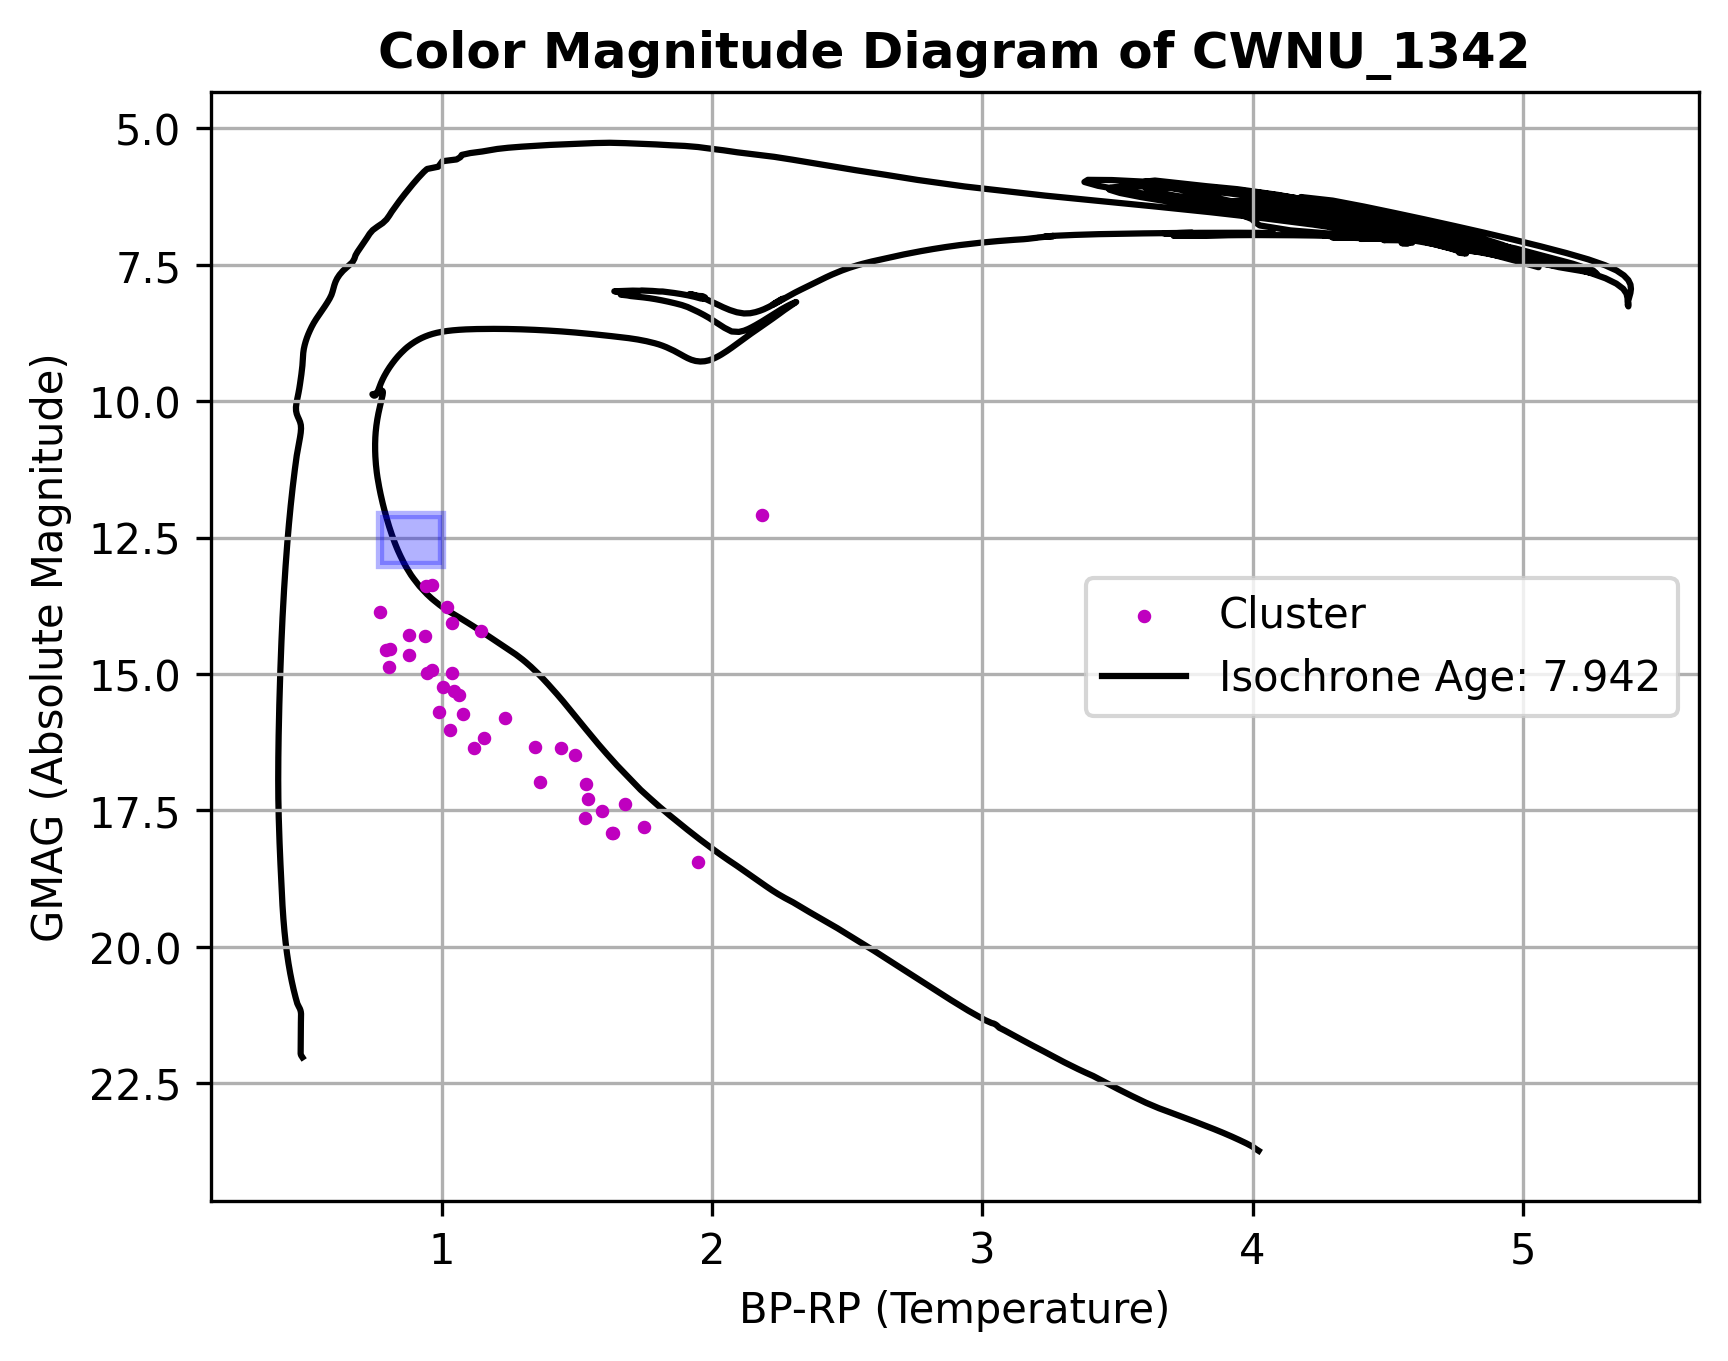 Color Magnitude Diagram of CWNU_1342
GMAG (Absolute Magnitude)
5.0
7.5
10.0
12.5
15.0
17.5
20.0
22.5
Cluster
Isochrone Age: 7.942
1 2 3 4 5
BP-RP (Temperature)